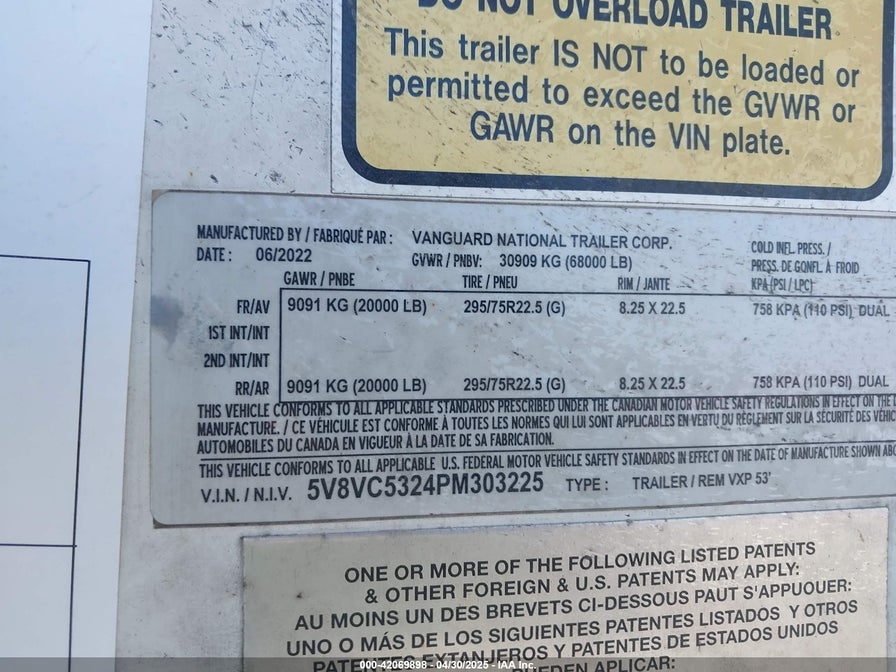 DO NOT OVERLOAD TRAILER
This trailer IS NOT to be loaded or
permitted to exceed the GVWR or
GAWR on the VIN plate.
MANUFACTURED BY / FABRIQUÉ PAR : VANGUARD NATIONAL TRAILER CORP.
DATE : 06/2022 GVWR / PNBV: 30909 KG (68000 LB)
COLD INFL. PRESS. /
PRESS. DE GONFL. À FROID
GAWR / PNBE TIRE / PNEU RIM / JANTE KPA (PSI / LPC)
FR/AV 9091 KG (20000 LB) 295/75R22.5 (G) 8.25 X 22.5 758 KPA (110 PSI) DUAL
1ST INT/INT
2ND INT/INT
RR/AR 9091 KG (20000 LB) 295/75R22.5 (G) 8.25 X 22.5 758 KPA (110 PSI) DUAL
THIS VEHICLE CONFORMS TO ALL APPLICABLE STANDARDS PRESCRIBED UNDER THE CANADIAN MOTOR VEHICLE SAFETY REGULATIONS IN EFFECT ON THE
MANUFACTURE. / CE VÉHICULE EST CONFORME À TOUTES LES NORMES QUI LUI SONT APPLICABLES EN VERTU DU RÈGLEMENT SUR LA SÉCURITÉ DES
AUTOMOBILES DU CANADA EN VIGUEUR À LA DATE DE SA FABRICATION.
THIS VEHICLE CONFORMS TO ALL APPLICABLE U.S. FEDERAL MOTOR VEHICLE SAFETY STANDARDS IN EFFECT ON THE DATE OF MANUFACTURE SHOWN
V.I.N. / N.I.V. 5V8VC5324PM303225 TYPE : TRAILER / REM VXP 53'
ONE OR MORE OF THE FOLLOWING LISTED PATENTS
& OTHER FOREIGN & U.S. PATENTS MAY APPLY:
AU MOINS UN DES BREVETS CI-DESSOUS PAUT S'APPUOUER:
UNO O MÁS DE LOS SIGUIENTES PATENTES LISTADOS Y OTROS
PATENTES EXTANJEROS Y PATENTES DE ESTADOS UNIDOS
PUEDEN APLICAR:
000-42069898 - 04/30/2025 - IAA Inc.